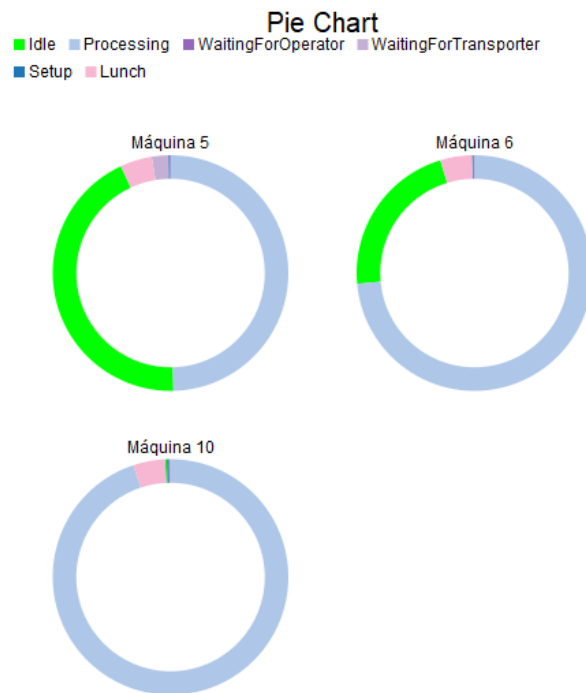 Pie Chart
Idle Processing WaitingForOperator WaitingForTransporter
Setup Lunch
Máquina 5
Máquina 6
Máquina 10